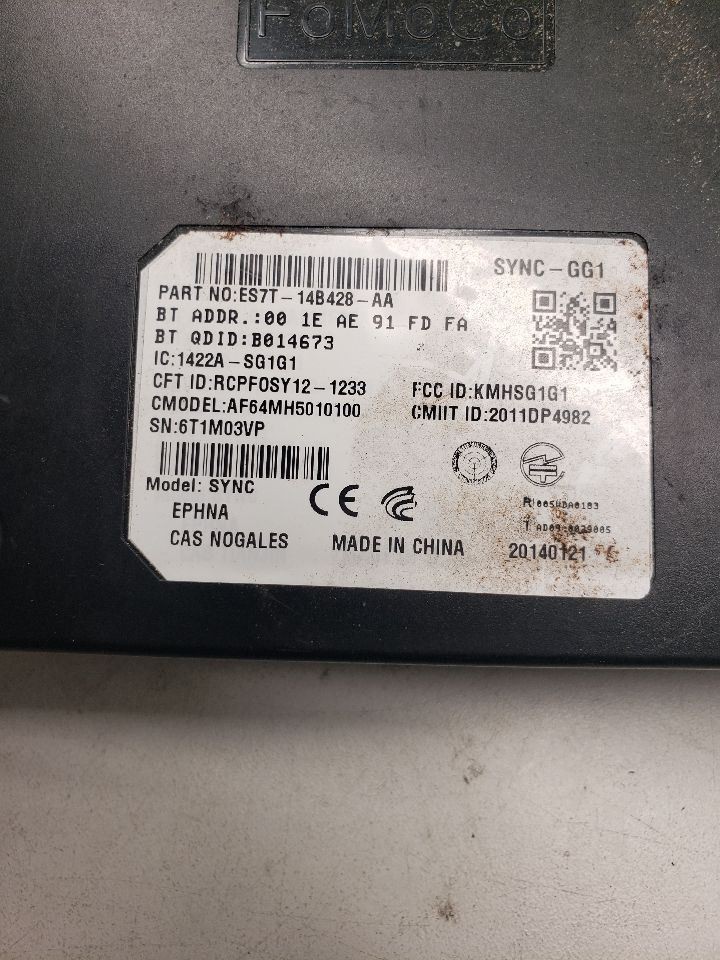 FoMoCo
SYNC-GG1
PART NO:ES7T-14B428-AA
BT ADDR.:00 1E AE 91 FD FA
BT QDID:B014673
IC:1422A-SG1G1
CFT ID:RCPFOSY12-1233 FCC ID:KMHSG1G1
CMODEL:AF64MH5010100 CMIIT ID:2011DP4982
SN:6T1M03VP
Model: SYNC CE
EPHNA
CAS NOGALES MADE IN CHINA 20140121